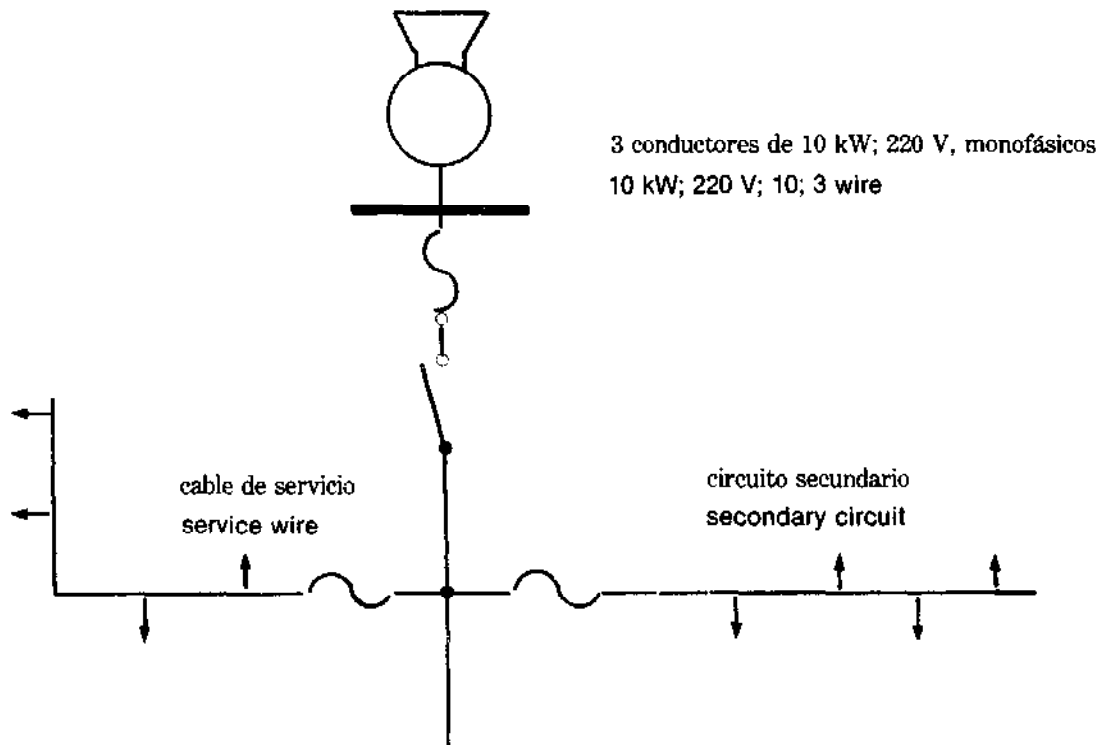 3 conductores de 10 kW; 220 V, monofásicos
10 kW; 220 V; 10; 3 wire
cable de servicio
service wire
circuito secundario
secondary circuit